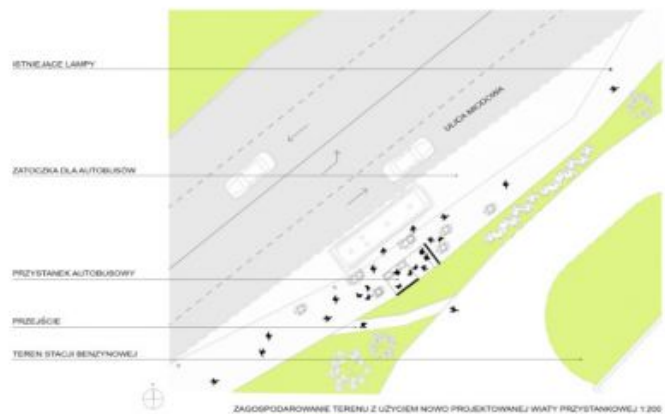 ISTNIEJĄCE LAMPY
ULICA MIODOWA
ZATOCZKA DLA AUTOBUSÓW
PRZYSTANEK AUTOBUSOWY
PRZEJŚCIE
TEREN STACJI BENZYNOWEJ
ZAGOSPODAROWANIE TERENU Z UŻYCIEM NOWO PROJEKTOWANEJ WIATY PRZYSTANKOWEJ 1:200